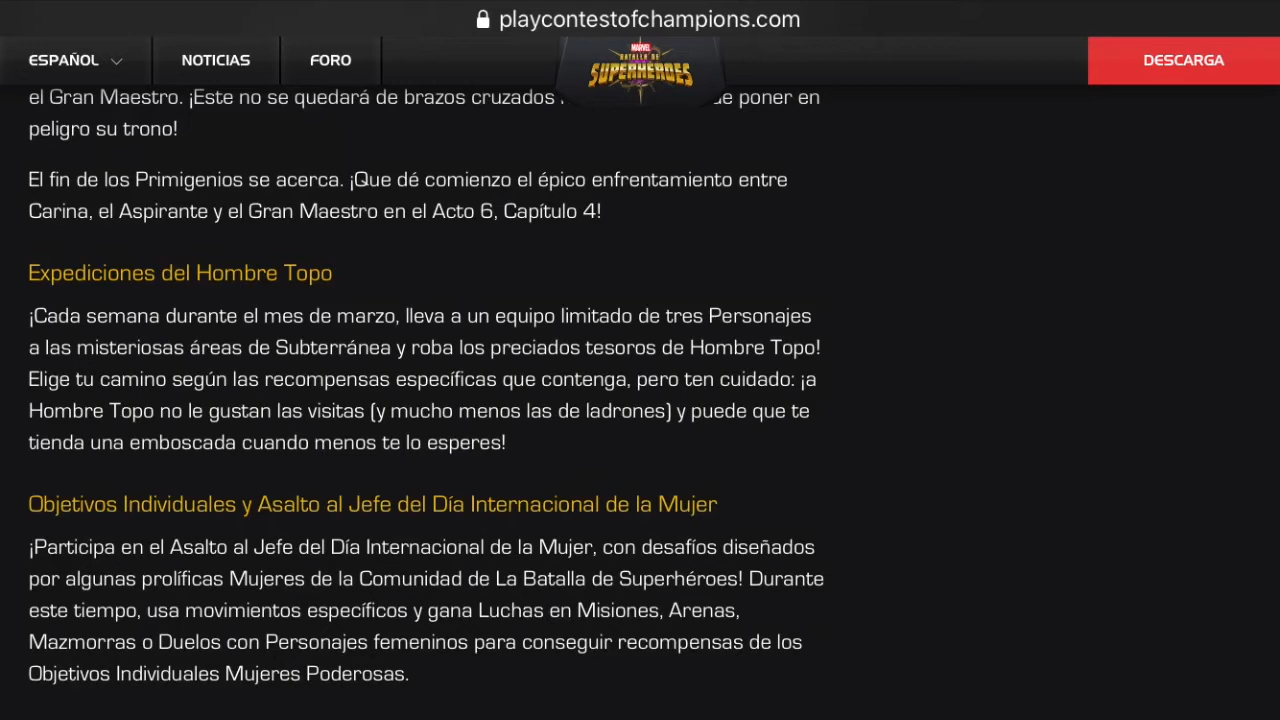 playcontestofchampions.com
ESPAÑOL
NOTICIAS
FORO
MARVEL
BATALLA DE
SUPERHÉROES
DESCARGA
el Gran Maestro. ¡Este no se quedará de brazos cruzados de poner en
peligro su trono!
El fin de los Primigenios se acerca. ¡Que dé comienzo el épico enfrentamiento entre
Carina, el Aspirante y el Gran Maestro en el Acto 6, Capítulo 4!
Expediciones del Hombre Topo
¡Cada semana durante el mes de marzo, lleva a un equipo limitado de tres Personajes
a las misteriosas áreas de Subterránea y roba los preciados tesoros de Hombre Topo!
Elige tu camino según las recompensas específicas que contenga, pero ten cuidado: ¡a
Hombre Topo no le gustan las visitas (y mucho menos las de ladrones) y puede que te
tienda una emboscada cuando menos te lo esperes!
Objetivos Individuales y Asalto al Jefe del Día Internacional de la Mujer
¡Participa en el Asalto al Jefe del Día Internacional de la Mujer, con desafíos diseñados
por algunas prolíficas Mujeres de la Comunidad de La Batalla de Superhéroes! Durante
este tiempo, usa movimientos específicos y gana Luchas en Misiones, Arenas,
Mazmorras o Duelos con Personajes femeninos para conseguir recompensas de los
Objetivos Individuales Mujeres Poderosas.